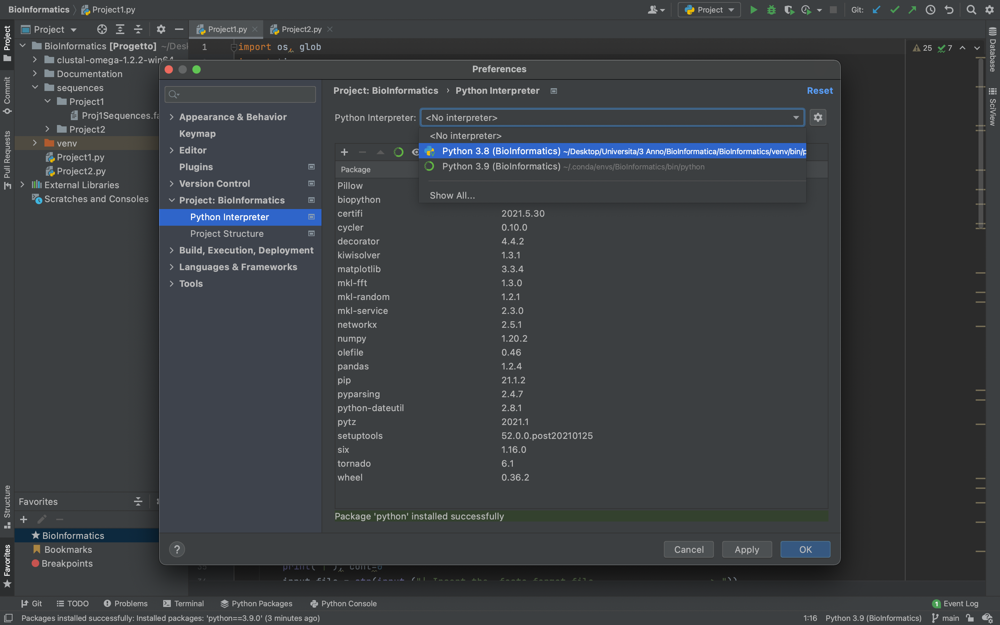 BioInformatics
Project1.py
Project
Git:
Project
Project1.py
Project2.py
1
import os, glob
25
7
BioInformatics [Progetto] ~/Desk
clustal-omega-1.2.2-win64
Documentation
sequences
Project1
Proj1Sequences.fa
Project2
venv
Project1.py
Project2.py
External Libraries
Scratches and Consoles
Project
Commit
Pull Requests
Structure
Favorites
Database
SciView
Preferences
Appearance & Behavior
Keymap
Editor
Plugins
Version Control
Project: BioInformatics
Python Interpreter
Project Structure
Build, Execution, Deployment
Languages & Frameworks
Tools
Project: BioInformatics › Python Interpreter
Reset
Python Interpreter: <No interpreter>
<No interpreter>
Python 3.8 (BioInformatics) ~/Desktop/Universita/3 Anno/BioInformatica/BioInformatics/venv/bin/p
Python 3.9 (BioInformatics) ~/.conda/envs/BioInformatics/bin/python
Show All...
Package
Pillow
biopython
certifi 2021.5.30
cycler 0.10.0
decorator 4.4.2
kiwisolver 1.3.1
matplotlib 3.3.4
mkl-fft 1.3.0
mkl-random 1.2.1
mkl-service 2.3.0
networkx 2.5.1
numpy 1.20.2
olefile 0.46
pandas 1.2.4
pip 21.1.2
pyparsing 2.4.7
python-dateutil 2.8.1
pytz 2021.1
setuptools 52.0.0.post20210125
six 1.16.0
tornado 6.1
wheel 0.36.2
Package 'python' installed successfully
?
Cancel
Apply
OK
Favorites
BioInformatics
Bookmarks
Breakpoints
print("|"), cont=0
input_file = str(input ("| Insert the .fasta format file > "))
Git
TODO
Problems
Terminal
Python Packages
Python Console
1 Event Log
Packages installed successfully: Installed packages: 'python==3.9.0' (3 minutes ago)
1:16
Python 3.9 (BioInformatics)
main